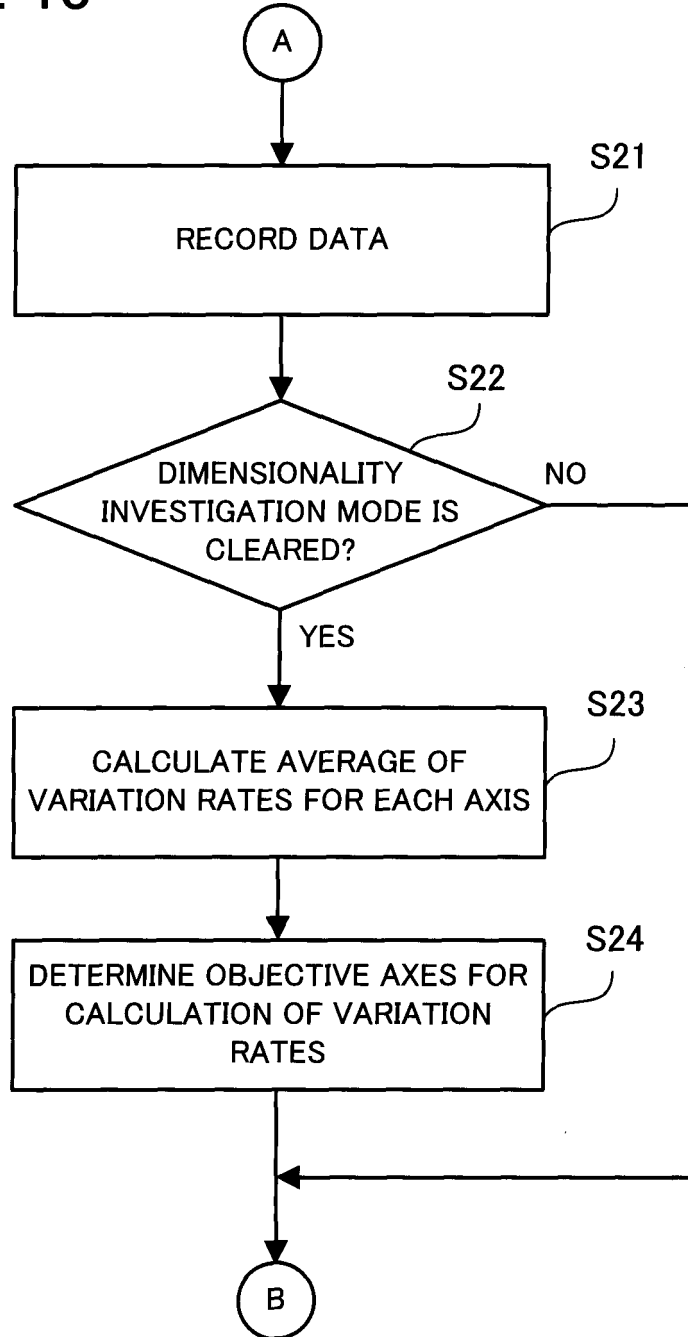 A
S21
RECORD DATA
S22
DIMENSIONALITY
INVESTIGATION MODE IS
CLEARED?
NO
YES
S23
CALCULATE AVERAGE OF
VARIATION RATES FOR EACH AXIS
S24
DETERMINE OBJECTIVE AXES FOR
CALCULATION OF VARIATION
RATES
B